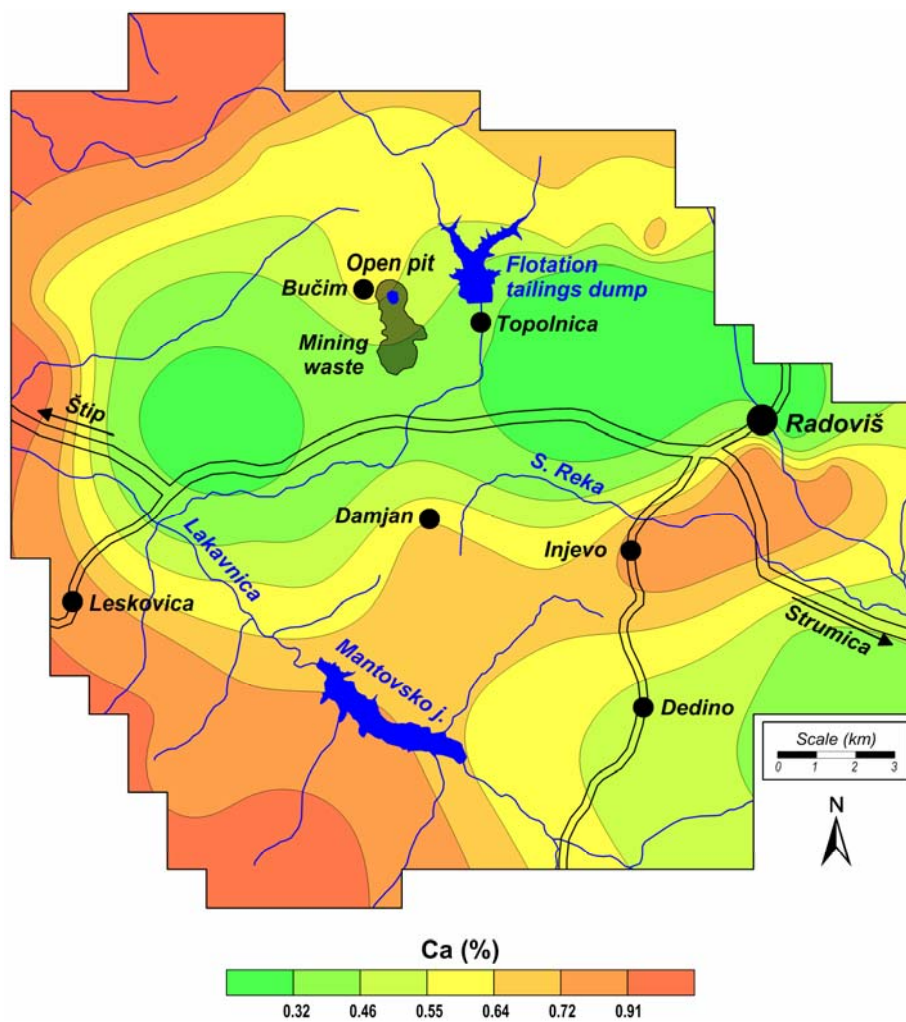 Open pit
Bučim
Flotation
tailings dump
Topolnica
Mining
waste
Štip
Radoviš
S. Reka
Damjan
Injevo
Lakavnica
Leskovica
Strumica
Mantovsko j.
Dedino
Scale (km)
0 1 2 3
N
Ca (%)
0.32 0.46 0.55 0.64 0.72 0.91